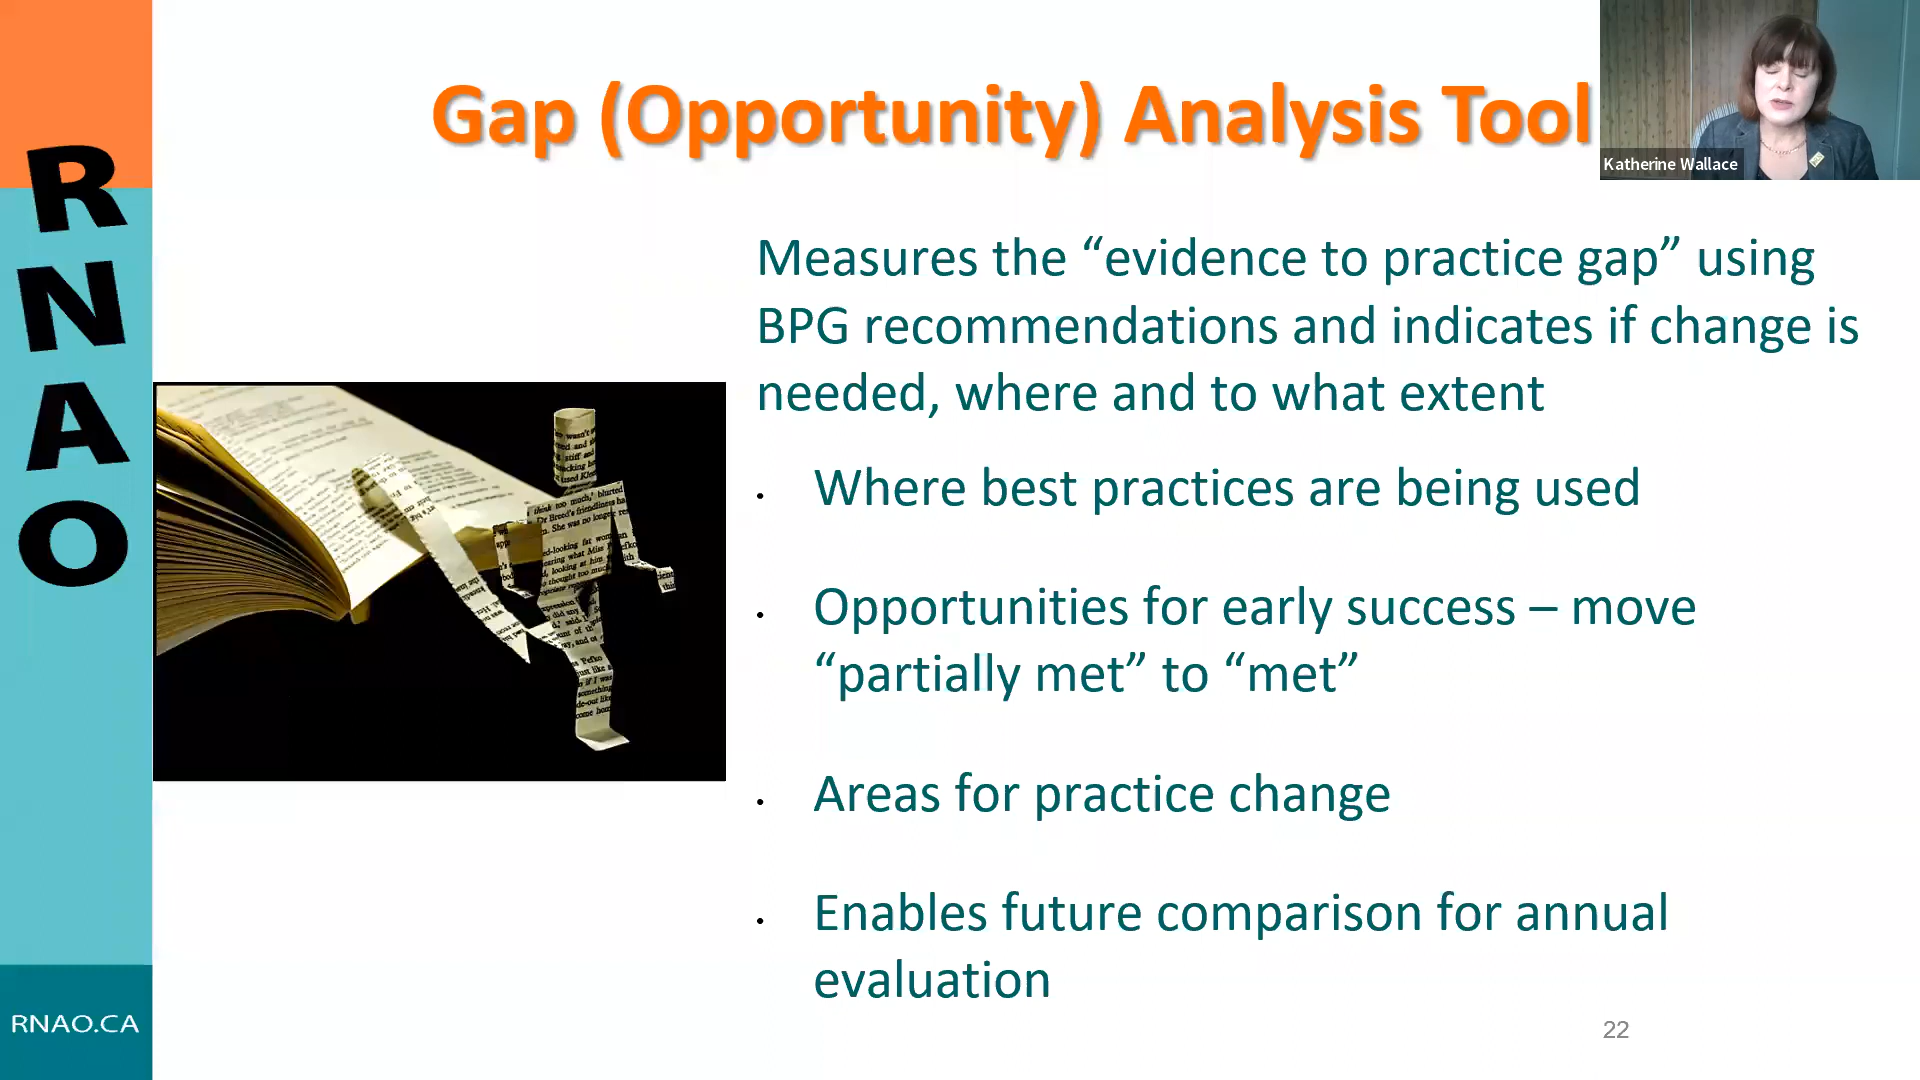 Gap (Opportunity) Analysis Tool
Katherine Wallace
RNAO
Measures the “evidence to practice gap” using
BPG recommendations and indicates if change is
needed, where and to what extent
• Where best practices are being used
• Opportunities for early success – move
“partially met” to “met”
• Areas for practice change
• Enables future comparison for annual
evaluation
RNAO.CA
22